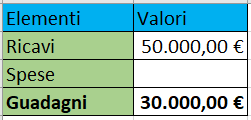 Elementi Valori
Ricavi 50.000,00 €
Spese
Guadagni 30.000,00 €